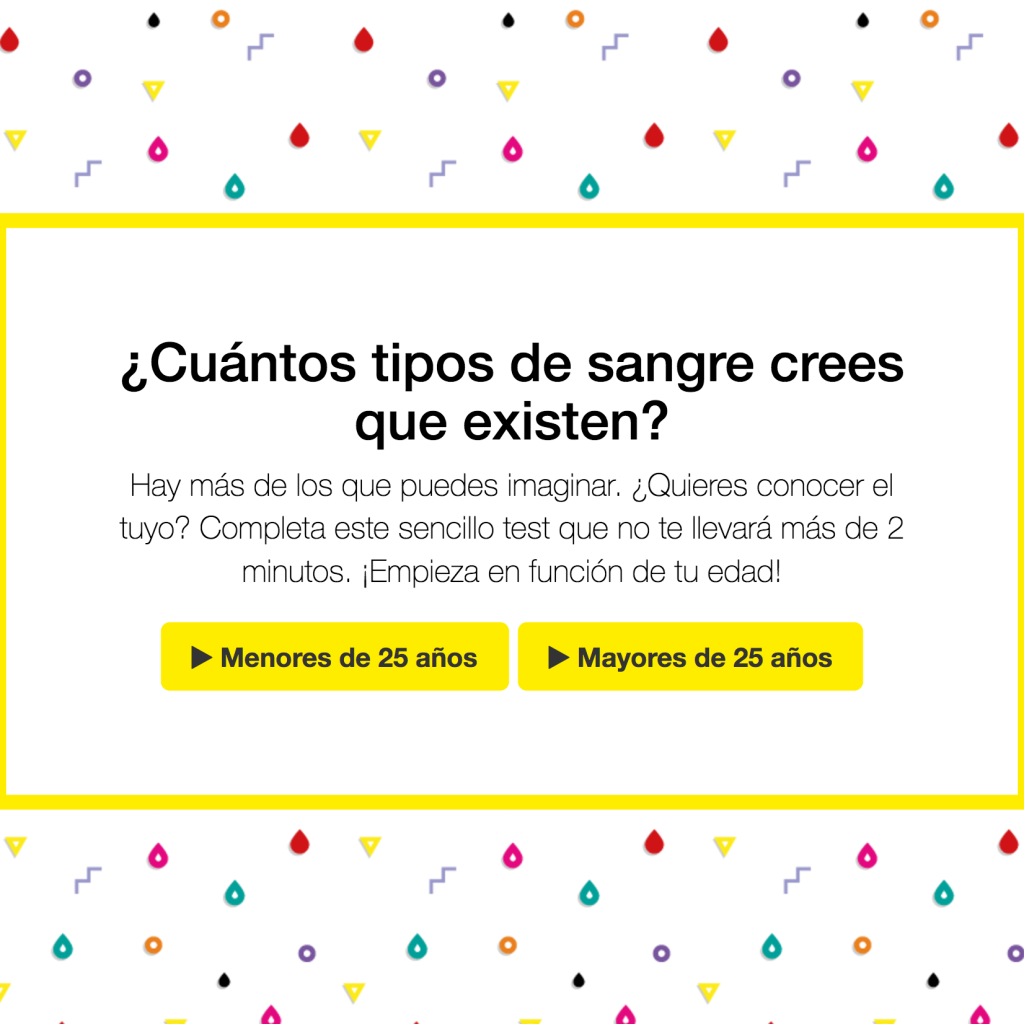 ¿Cuántos tipos de sangre crees
que existen?
Hay más de los que puedes imaginar. ¿Quieres conocer el
tuyo? Completa este sencillo test que no te llevará más de 2
minutos. ¡Empieza en función de tu edad!
▶ Menores de 25 años
▶ Mayores de 25 años